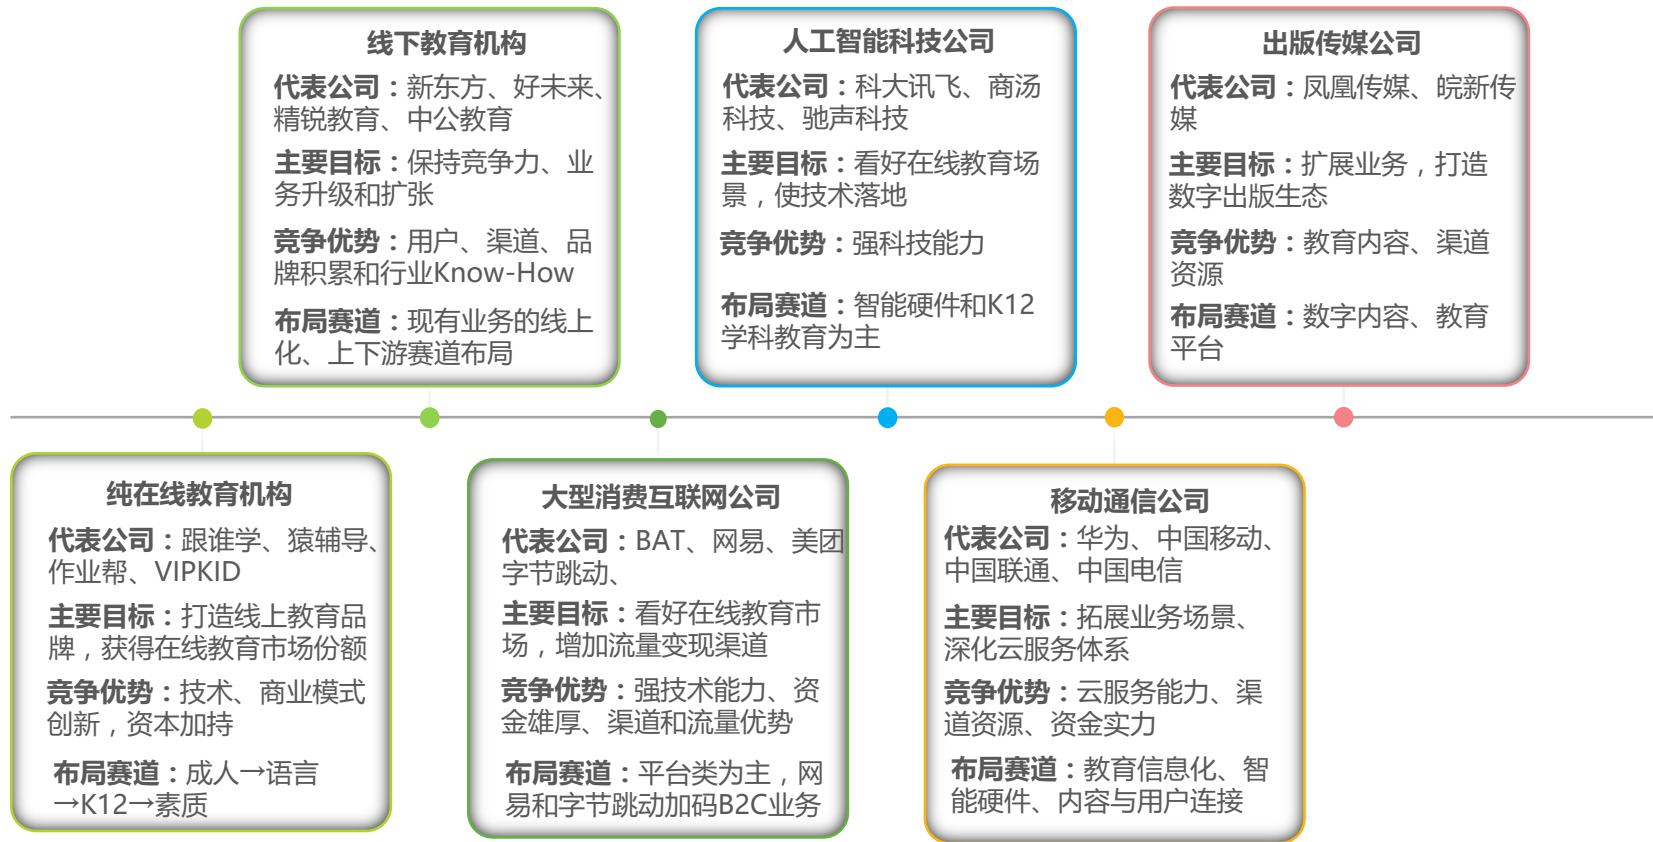 线下教育机构
代表公司：新东方、好未来、
精锐教育、中公教育
主要目标：保持竞争力、业
务升级和扩张
竞争优势：用户、渠道、品
牌积累和行业Know-How
布局赛道：现有业务的线上
化、上下游赛道布局
人工智能科技公司
代表公司：科大讯飞、商汤
科技、驰声科技
主要目标：看好在线教育场
景，使技术落地
竞争优势：强科技能力
布局赛道：智能硬件和K12
学科教育为主
出版传媒公司
代表公司：凤凰传媒、皖新传
媒
主要目标：扩展业务，打造
数字出版生态
竞争优势：教育内容、渠道
资源
布局赛道：数字内容、教育
平台
纯在线教育机构
代表公司：跟谁学、猿辅导、
作业帮、VIPKID
主要目标：打造线上教育品
牌，获得在线教育市场份额
竞争优势：技术、商业模式
创新，资本加持
布局赛道：成人→语言
→K12→素质
大型消费互联网公司
代表公司：BAT、网易、美团
字节跳动、
主要目标：看好在线教育市
场，增加流量变现渠道
竞争优势：强技术能力、资
金雄厚、渠道和流量优势
布局赛道：平台类为主，网
易和字节跳动加码B2C业务
移动通信公司
代表公司：华为、中国移动、
中国联通、中国电信
主要目标：拓展业务场景、
深化云服务体系
竞争优势：云服务能力、渠
道资源、资金实力
布局赛道：教育信息化、智
能硬件、内容与用户连接